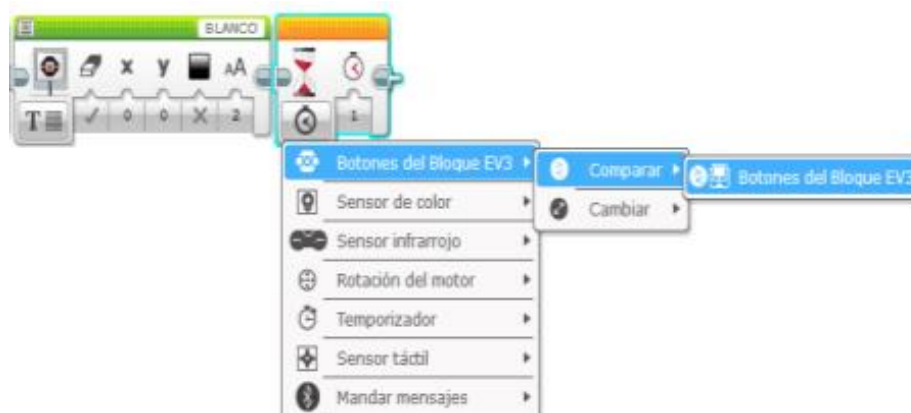 BLANCO
x y AA
T 0 0 2 1
Botones del Bloque EV3
Comparar
Botones del Bloque EV3
Sensor de color
Cambiar
Sensor infrarrojo
Rotación del motor
Temporizador
Sensor táctil
Mandar mensajes